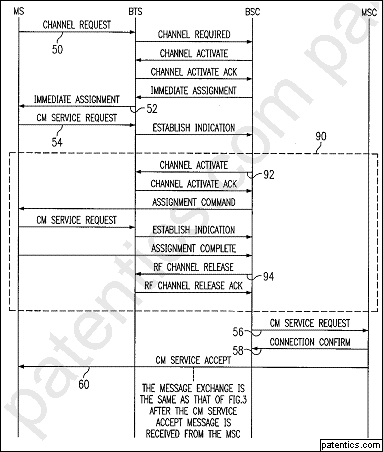 MS BTS BSC MSC
CHANNEL REQUEST
50
CHANNEL REQUIRED
CHANNEL ACTIVATE
CHANNEL ACTIVATE ACK
IMMEDIATE ASSIGNMENT
IMMEDIATE ASSIGNMENT
52
CM SERVICE REQUEST
54
ESTABLISH INDICATION
90
CHANNEL ACTIVATE
92
CHANNEL ACTIVATE ACK
ASSIGNMENT COMMAND
CM SERVICE REQUEST
ESTABLISH INDICATION
ASSIGNMENT COMPLETE
RF CHANNEL RELEASE
94
RF CHANNEL RELEASE ACK
56
CM SERVICE REQUEST
58
CONNECTION CONFIRM
CM SERVICE ACCEPT
60
THE MESSAGE EXCHANGE IS
THE SAME AS THAT OF FIG.3
AFTER THE CM SERVICE
ACCEPT MESSAGE IS
RECEIVED FROM THE MSC
patentics.com pa
patentics.com